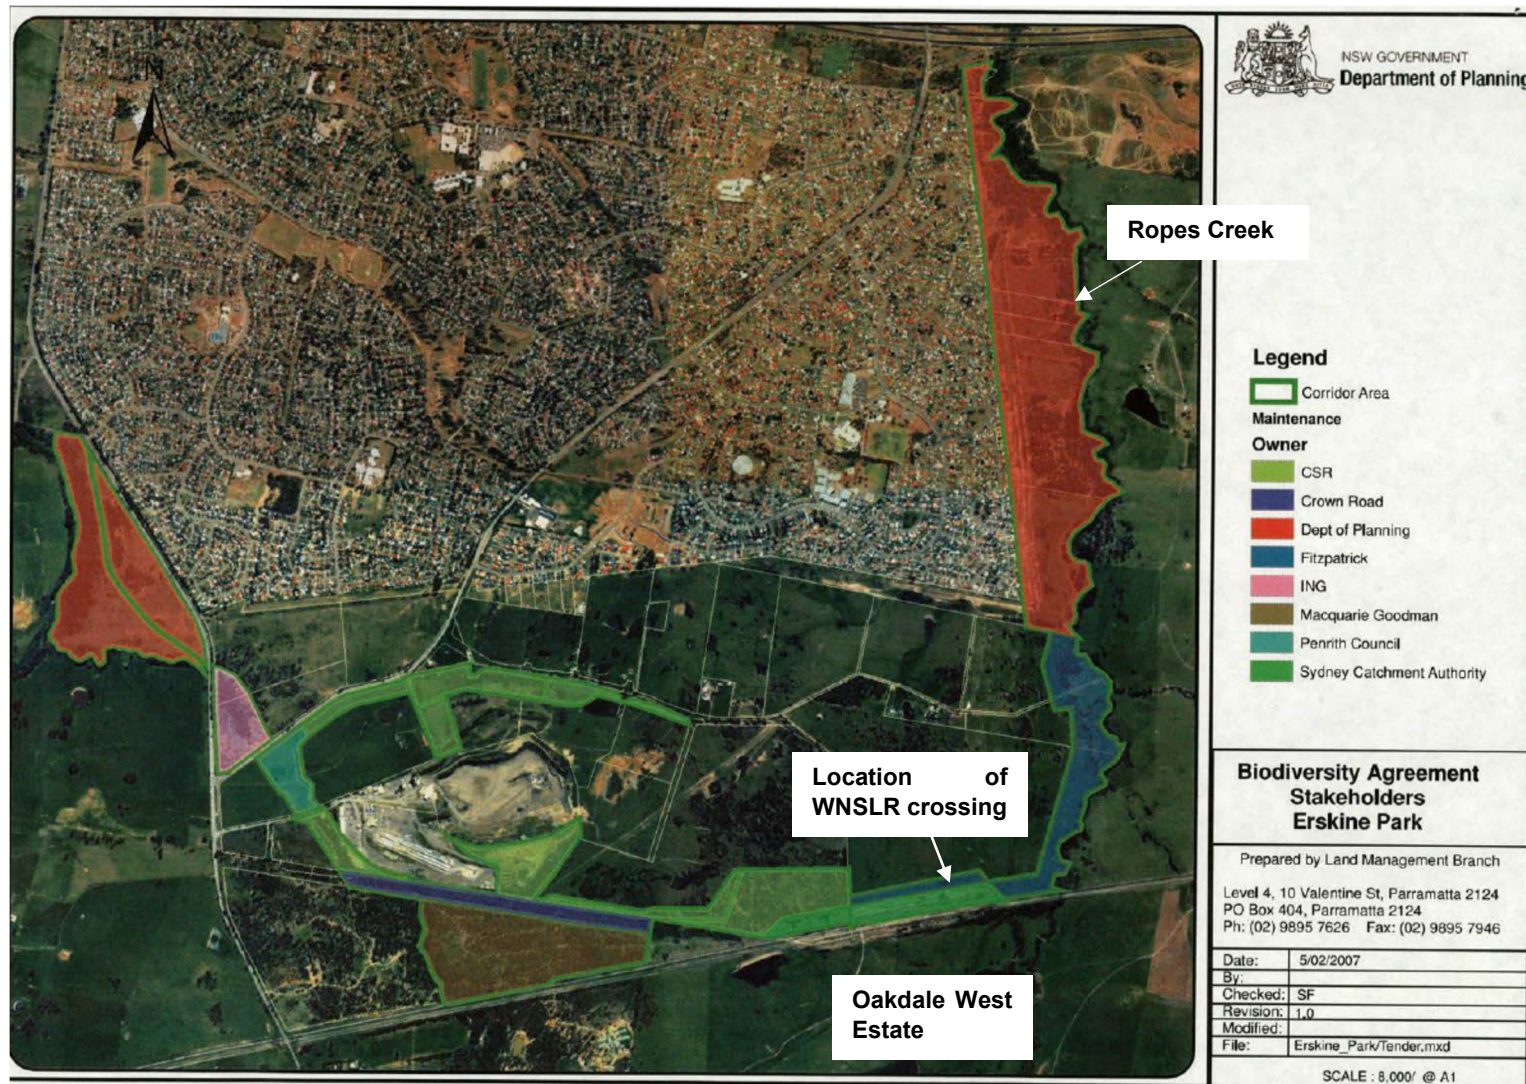 N
Ropes Creek
Location of
WNSLR crossing
Oakdale West
Estate
NSW GOVERNMENT
Department of Planning
Legend
Corridor Area
Maintenance
Owner
CSR
Crown Road
Dept of Planning
Fitzpatrick
ING
Macquarie Goodman
Penrith Council
Sydney Catchment Authority
Biodiversity Agreement
Stakeholders
Erskine Park
Prepared by Land Management Branch
Level 4, 10 Valentine St, Parramatta 2124
PO Box 404, Parramatta 2124
Ph: (02) 9895 7626 Fax: (02) 9895 7946
Date: 5/02/2007
By:
Checked: SF
Revision: 1.0
Modified:
File: Erskine_Park/Tender.mxd
SCALE : 8,000/ @ A1